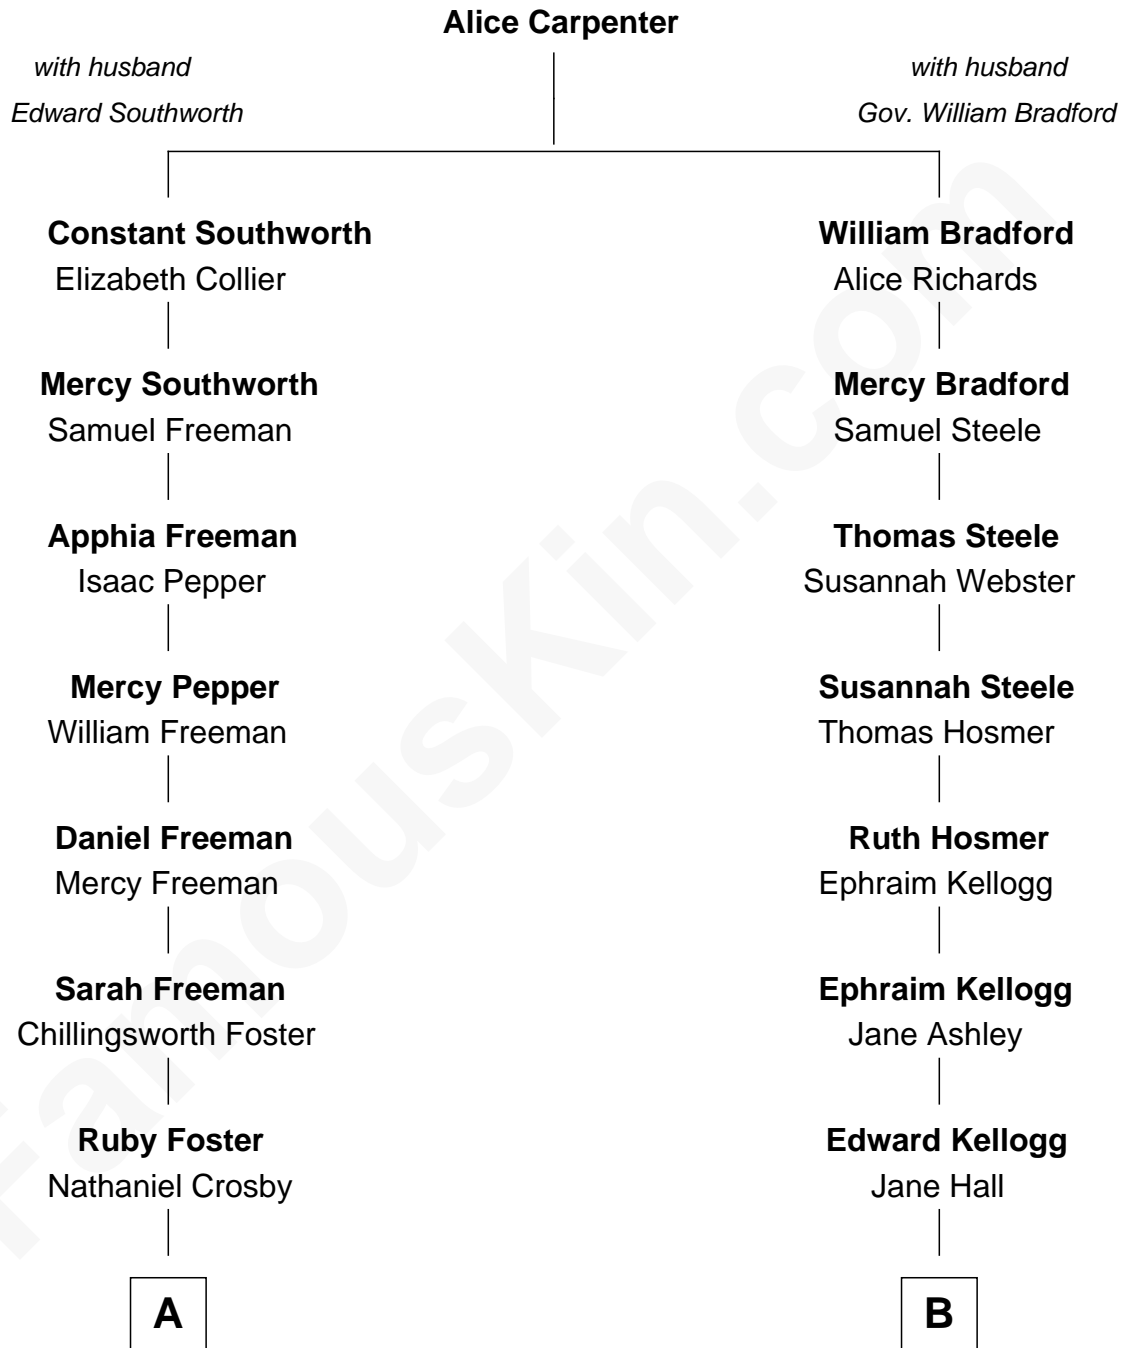 Alice Carpenter
with husband
Edward Southworth
with husband
Gov. William Bradford
Constant Southworth
Elizabeth Collier
William Bradford
Alice Richards
Mercy Southworth
Samuel Freeman
Mercy Bradford
Samuel Steele
Apphia Freeman
Isaac Pepper
Thomas Steele
Susannah Webster
Mercy Pepper
William Freeman
Susannah Steele
Thomas Hosmer
Daniel Freeman
Mercy Freeman
Ruth Hosmer
Ephraim Kellogg
Sarah Freeman
Chillingsworth Foster
Ephraim Kellogg
Jane Ashley
Ruby Foster
Nathaniel Crosby
Edward Kellogg
Jane Hall
A
B
FamousKin.com